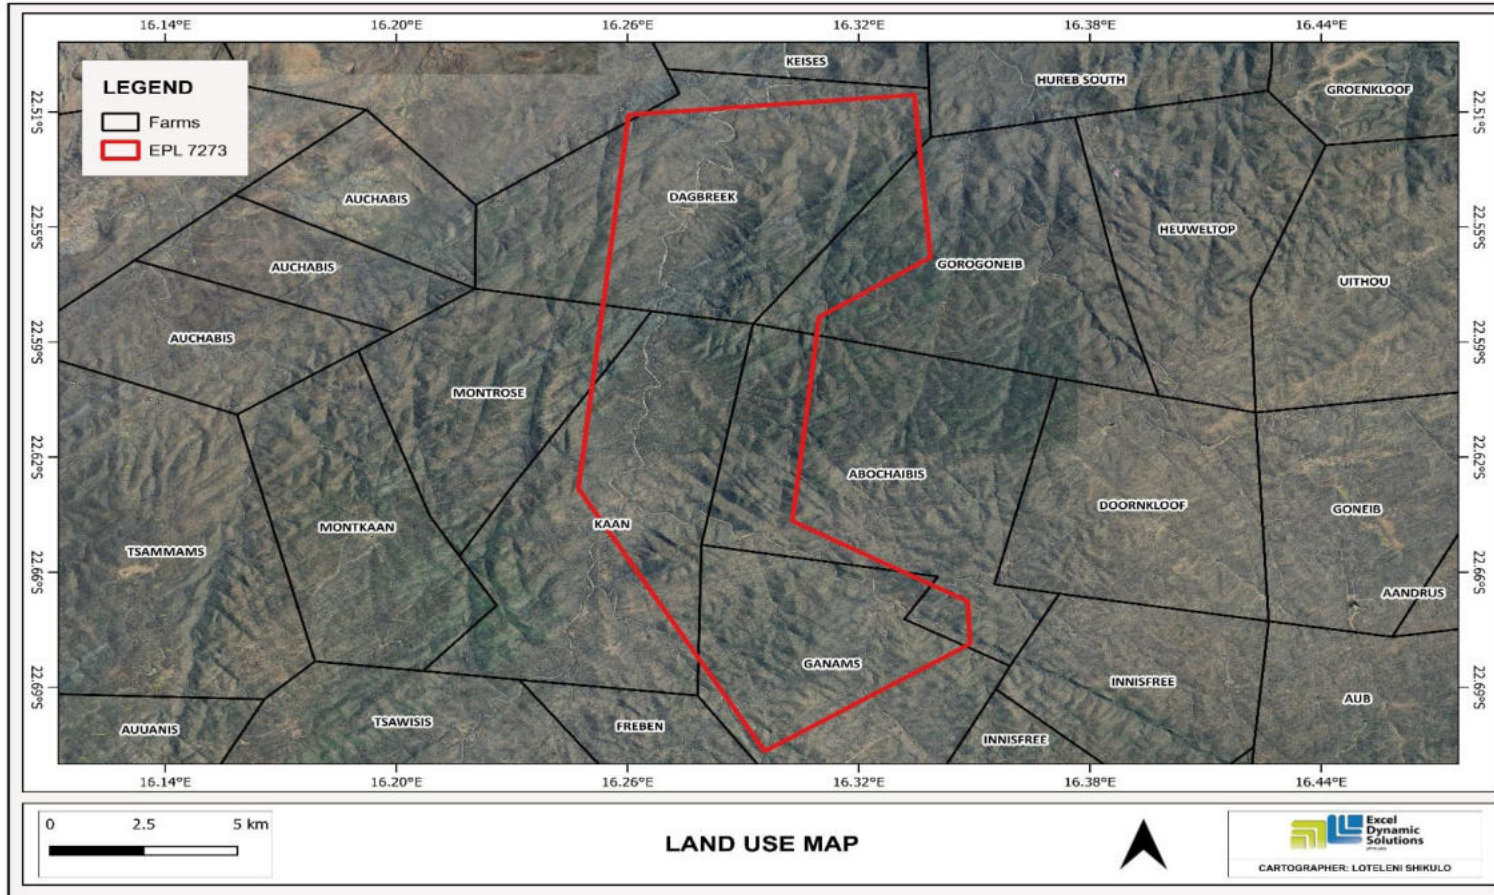 16.14°E 16.20°E 16.26°E 16.32°E 16.38°E 16.44°E
LEGEND
Farms
EPL 7273
KEISES
HUREB SOUTH
GROENKLOOF
22.51°S
22.51°S
AUCHABIS
DAGBREEK
HEUWELTOP
22.55°S
22.55°S
AUCHABIS
GOROGONEIB
UITHOU
AUCHABIS
22.59°S
22.59°S
MONTROSE
22.62°S
22.62°S
ABOCHAIBIS
DOORNKLOOF
GONEIB
MONTKAAN
KAAN
TSAMMAMS
22.66°S
22.66°S
AANDRUS
GANAMS
INNISFREE
22.69°S
22.69°S
AUB
AUUANIS
TSAWISIS
FREBEN
INNISFREE
16.14°E 16.20°E 16.26°E 16.32°E 16.38°E 16.44°E
0 2.5 5 km
LAND USE MAP
Excel
Dynamic
Solutions
CARTOGRAPHER: LOTELENI SHIKULO